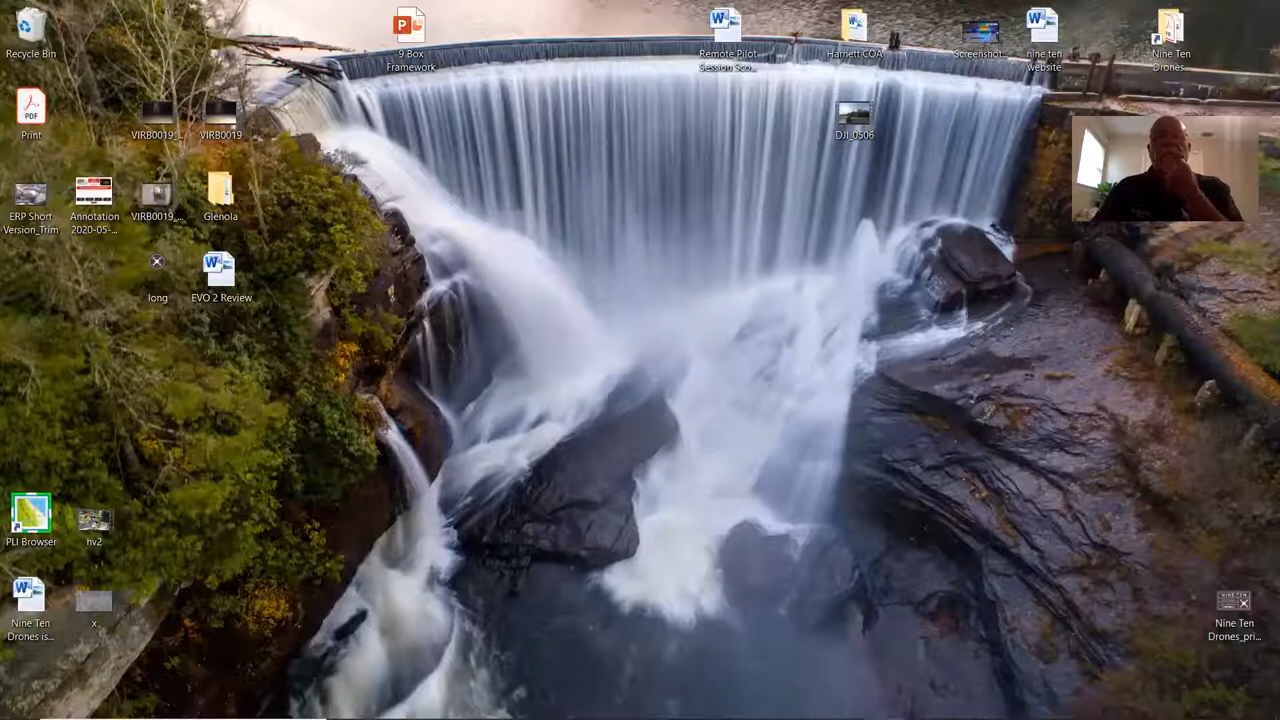 Recycle Bin
9 Box
Framework
Remote Pilot
Session Sco...
Harnett COA
Screenshot...
nine ten
website
Nine Ten
Drones
Print
VIRB0019_...
VIRB0019
DJI_0506
ERP Short
Version_Trim
Annotation
2020-05-...
VIRB0019_...
Glenola
long
EVO 2 Review
PLI Browser
hv2
Nine Ten
Drones is...
x
Nine Ten
Drones_pri...